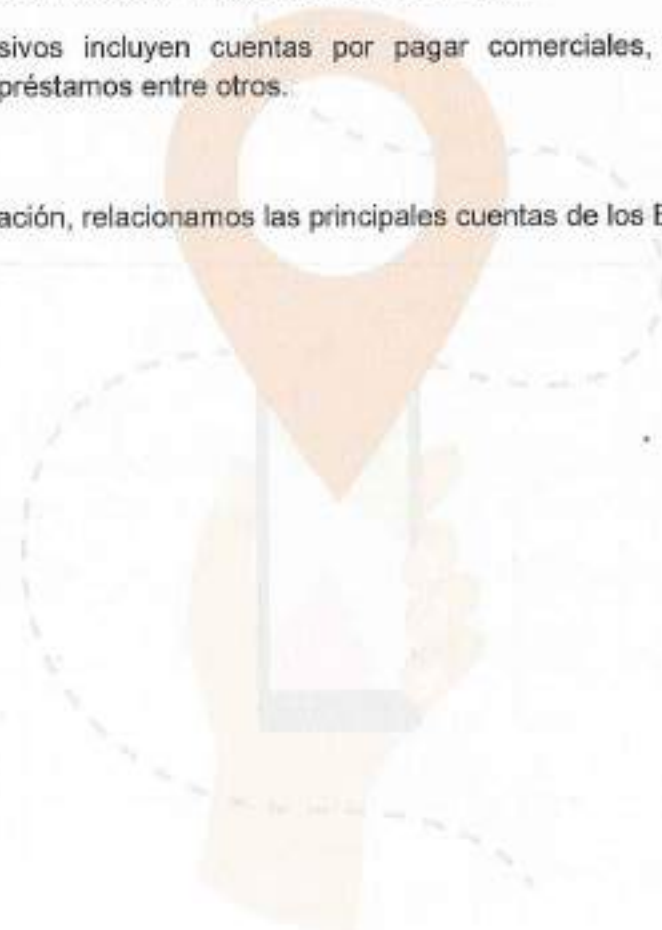 sivos incluyen cuentas por pagar comerciales,
préstamos entre otros.
ación, relacionamos las principales cuentas de los E